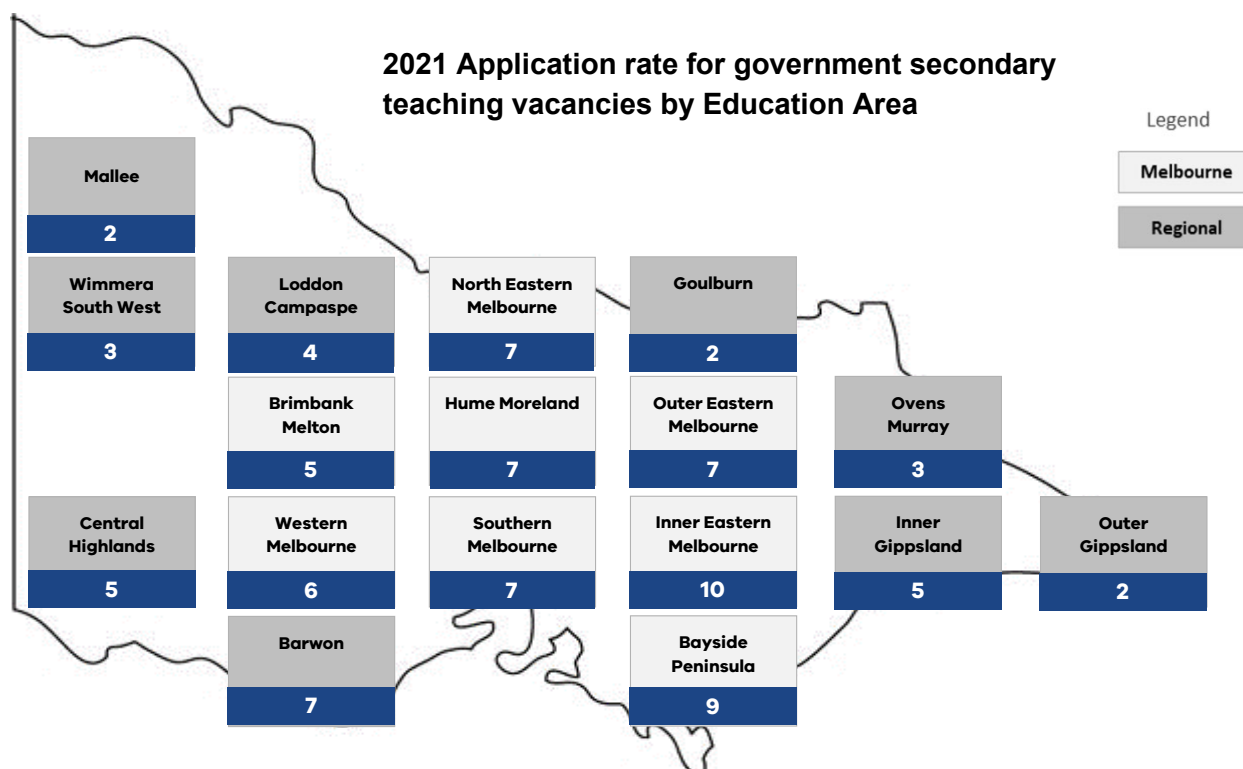 2021 Application rate for government secondary
teaching vacancies by Education Area
Legend
Melbourne
Regional
Mallee
2
Wimmera
South West
3
Loddon
Campaspe
4
North Eastern
Melbourne
7
Goulburn
2
Brimbank
Melton
5
Hume Moreland
7
Outer Eastern
Melbourne
7
Ovens
Murray
3
Central
Highlands
5
Western
Melbourne
6
Southern
Melbourne
7
Inner Eastern
Melbourne
10
Inner
Gippsland
5
Outer
Gippsland
2
Barwon
7
Bayside
Peninsula
9